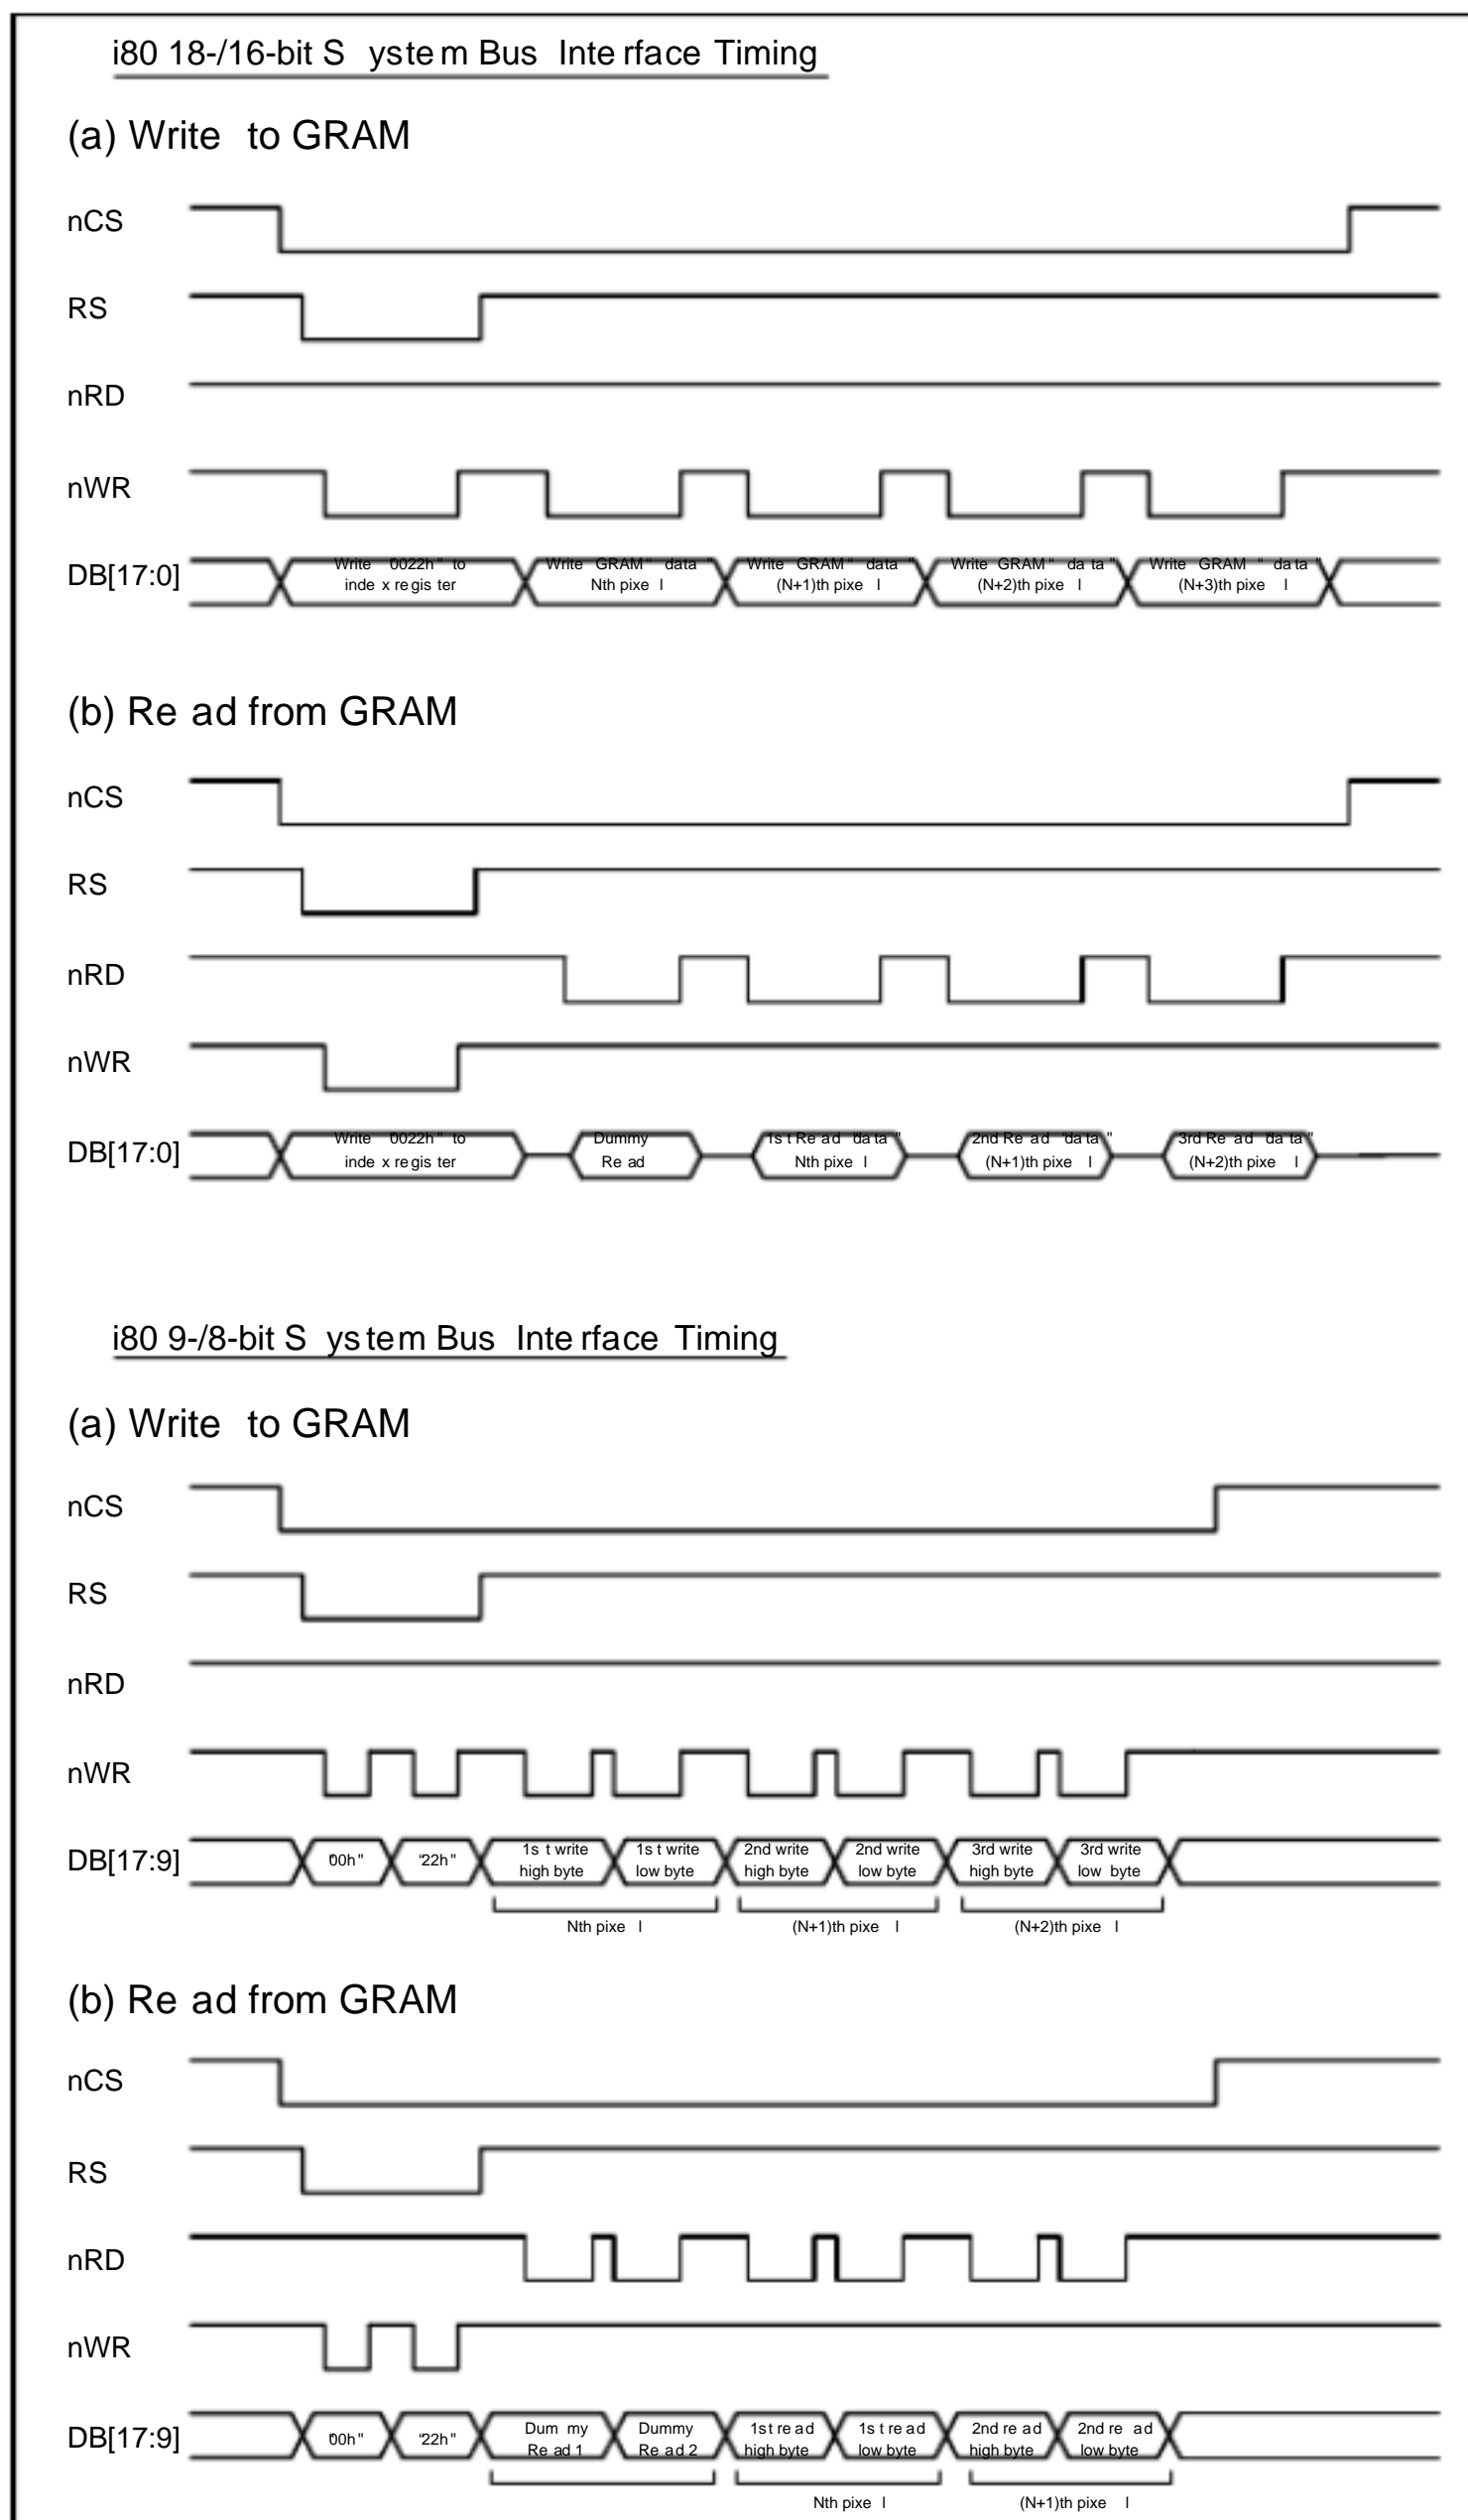 i80 18-/16-bit System Bus Interface Timing
(a) Write to GRAM
nCS
RS
nRD
nWR
DB[17:0]
Write 0022h" to
index register
Write GRAM" data "
Nth pixel
Write GRAM" data "
(N+1)th pixel
Write GRAM" data "
(N+2)th pixel
Write GRAM " data "
(N+3)th pixel
(b) Read from GRAM
nCS
RS
nRD
nWR
DB[17:0]
Write 0022h" to
index register
Dummy
Read
1st Read "data "
Nth pixel
2nd Read "data "
(N+1)th pixel
3rd Read "data "
(N+2)th pixel
i80 9-/8-bit System Bus Interface Timing
(a) Write to GRAM
nCS
RS
nRD
nWR
DB[17:9]
"00h"
"22h"
1st write
high byte
1st write
low byte
2nd write
high byte
2nd write
low byte
3rd write
high byte
3rd write
low byte
Nth pixel
(N+1)th pixel
(N+2)th pixel
(b) Read from GRAM
nCS
RS
nRD
nWR
DB[17:9]
"00h"
"22h"
Dummy
Read 1
Dummy
Read 2
1st read
high byte
1st read
low byte
2nd read
high byte
2nd read
low byte
Nth pixel
(N+1)th pixel